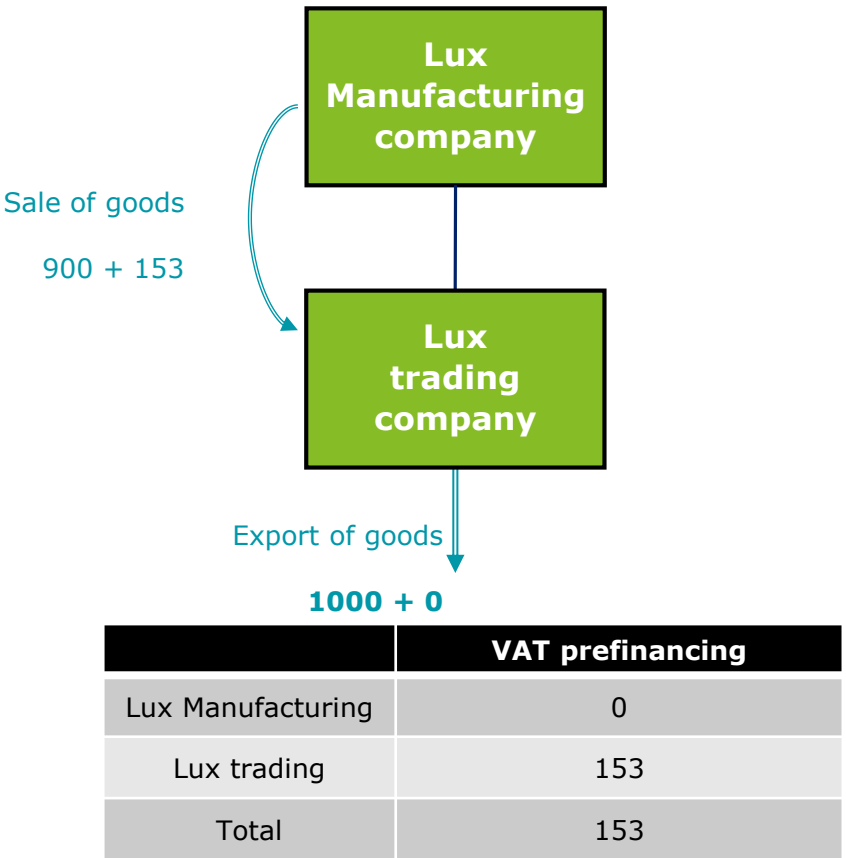 Lux
Manufacturing
company
Sale of goods
900 + 153
Lux
trading
company
Export of goods
1000 + 0
VAT prefinancing
Lux Manufacturing 0
Lux trading 153
Total 153